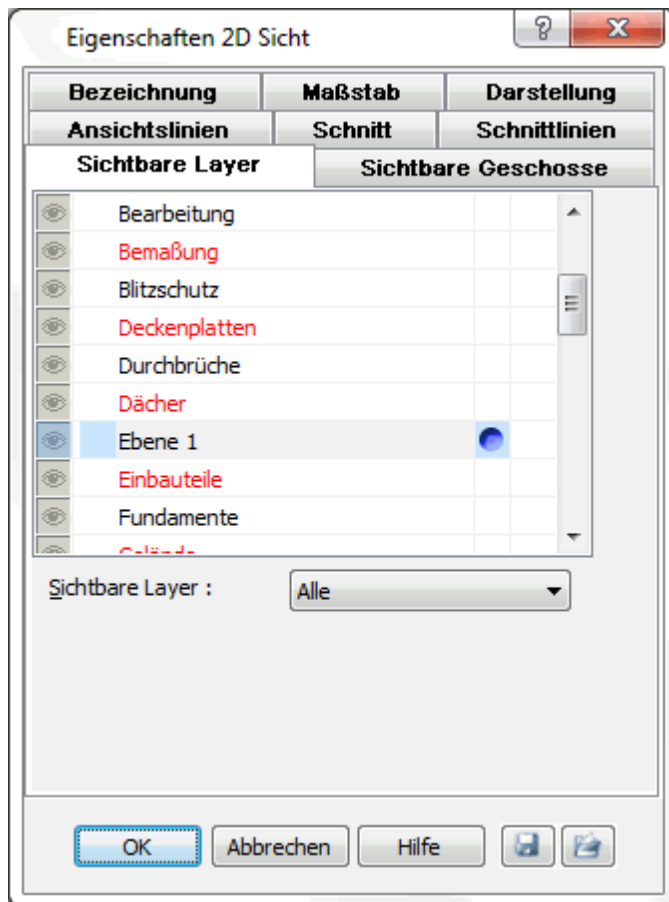 Eigenschaften 2D Sicht
Bezeichnung Maßstab Darstellung
Ansichtslinien Schnitt Schnittlinien
Sichtbare Layer Sichtbare Geschosse
Bearbeitung
Bemaßung
Blitzschutz
Deckenplatten
Durchbrüche
Dächer
Ebene 1
Einbauteile
Fundamente
Sichtbare Layer : Alle
OK Abbrechen Hilfe